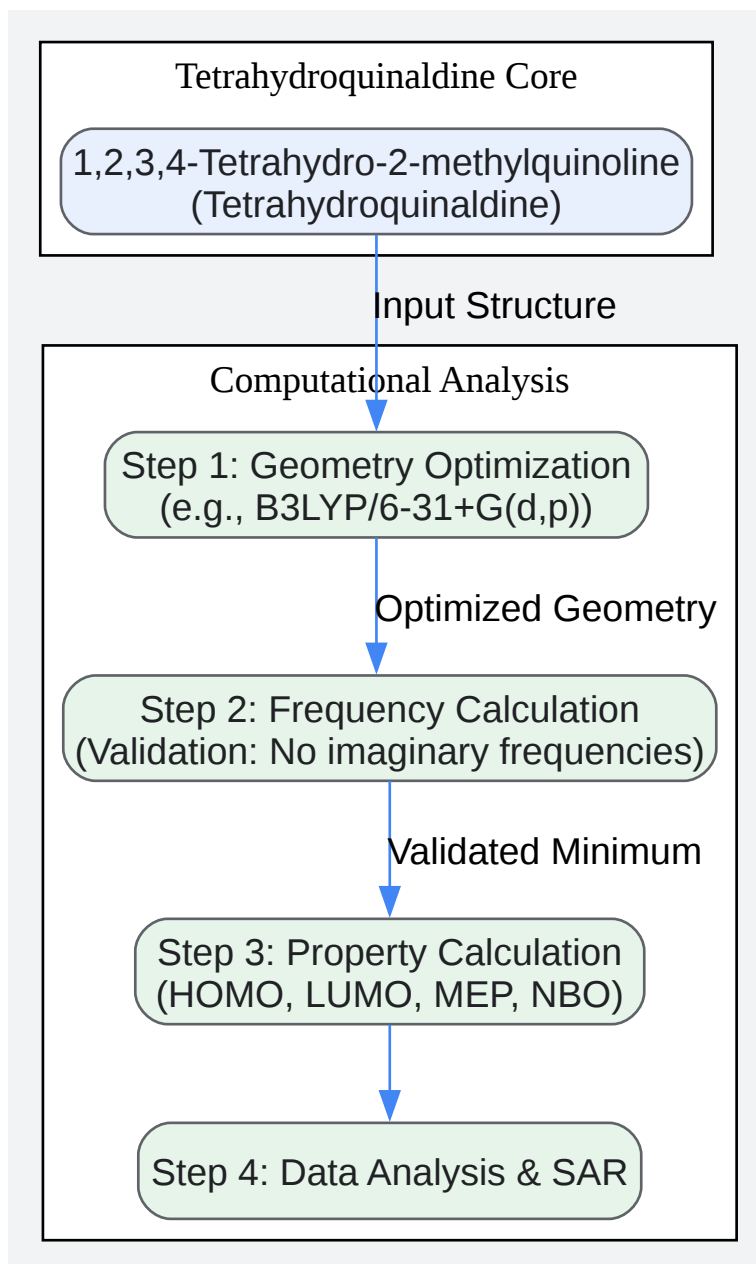 Tetrahydroquinaldine Core
1,2,3,4-Tetrahydro-2-methylquinoline
(Tetrahydroquinaldine)
Input Structure
Computational Analysis
Step 1: Geometry Optimization
(e.g., B3LYP/6-31+G(d,p))
Optimized Geometry
Step 2: Frequency Calculation
(Validation: No imaginary frequencies)
Validated Minimum
Step 3: Property Calculation
(HOMO, LUMO, MEP, NBO)
Step 4: Data Analysis & SAR